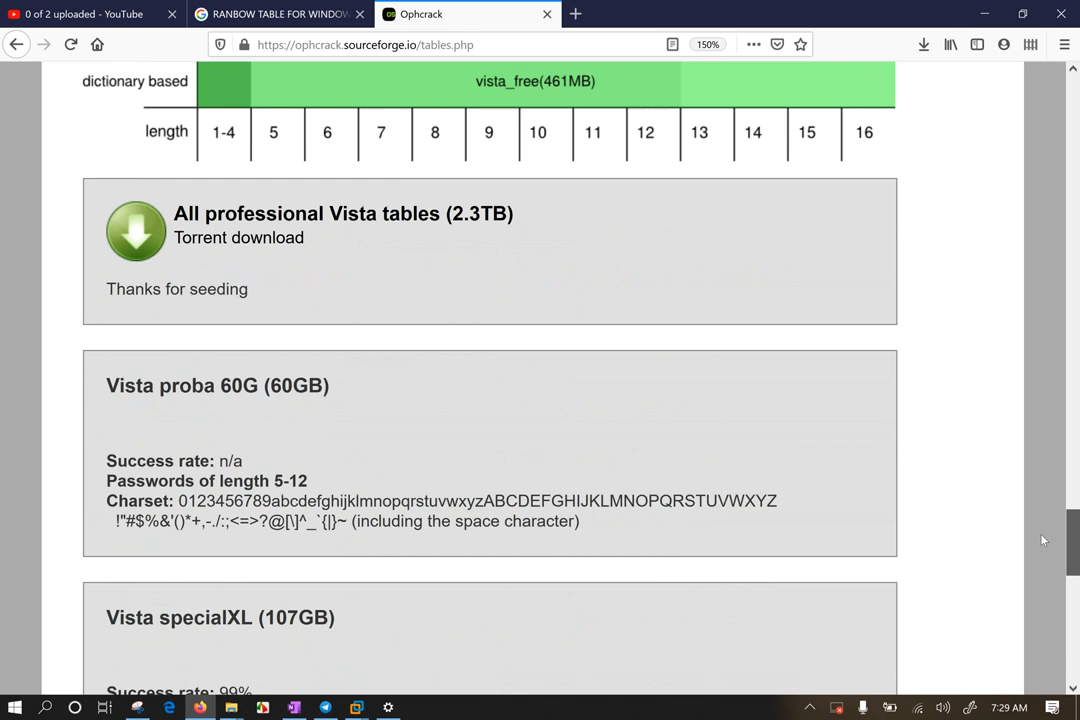 0 of 2 uploaded - YouTube
RANBOW TABLE FOR WINDOW
Ophcrack
https://ophcrack.sourceforge.io/tables.php
150%
dictionary based
vista_free(461MB)
length 1-4 5 6 7 8 9 10 11 12 13 14 15 16
All professional Vista tables (2.3TB)
Torrent download
Thanks for seeding
Vista proba 60G (60GB)
Success rate: n/a
Passwords of length 5-12
Charset: 0123456789abcdefghijklmnopqrstuvwxyzABCDEFGHIJKLMNOPQRSTUVWXYZ
!"#$%&'()*+,-./:;<=>?@[\]^_`{|}~ (including the space character)
Vista specialXL (107GB)
Success rate: 99%
7:29 AM